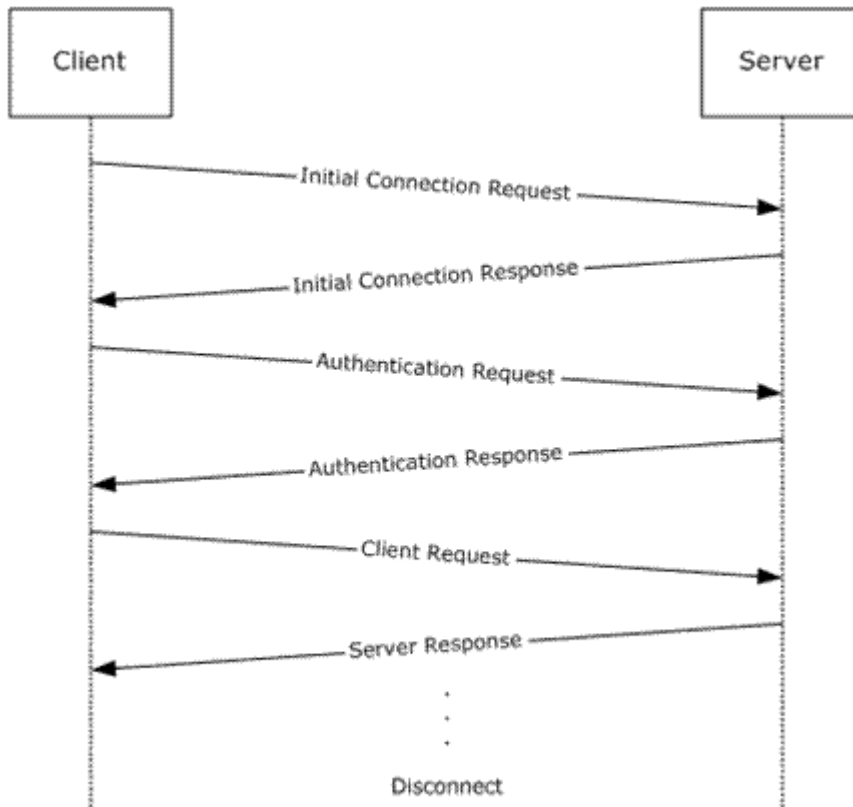 Client
Server
Initial Connection Request
Initial Connection Response
Authentication Request
Authentication Response
Client Request
Server Response
Disconnect